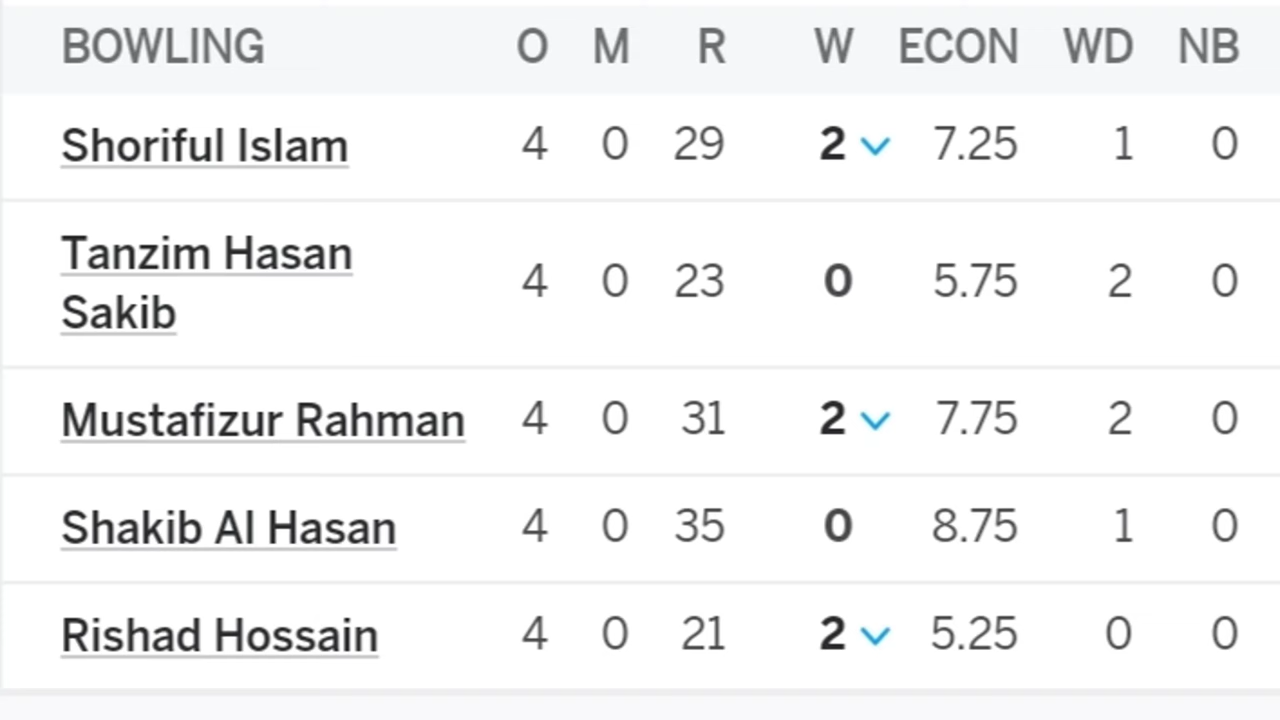 BOWLING O M R W ECON WD NB
Shoriful Islam 4 0 29 2 7.25 1 0
Tanzim Hasan
Sakib 4 0 23 0 5.75 2 0
Mustafizur Rahman 4 0 31 2 7.75 2 0
Shakib Al Hasan 4 0 35 0 8.75 1 0
Rishad Hossain 4 0 21 2 5.25 0 0